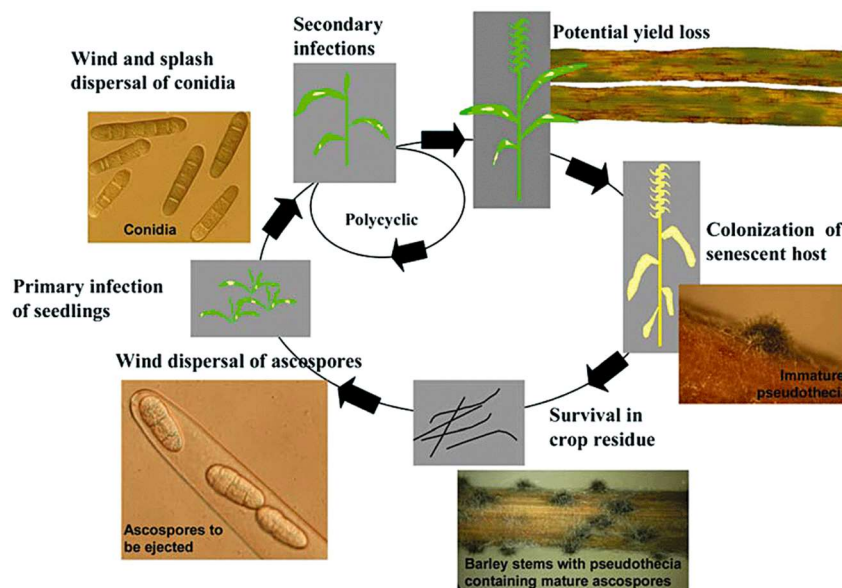 Secondary
infections
Potential yield loss
Wind and splash
dispersal of conidia
Conidia
Polycyclic
Colonization of
senescent host
Primary infection
of seedlings
Immature
pseudothecia
Wind dispersal of ascospores
Survival in
crop residue
Ascospores to
be ejected
Barley stems with pseudothecia
containing mature ascospores